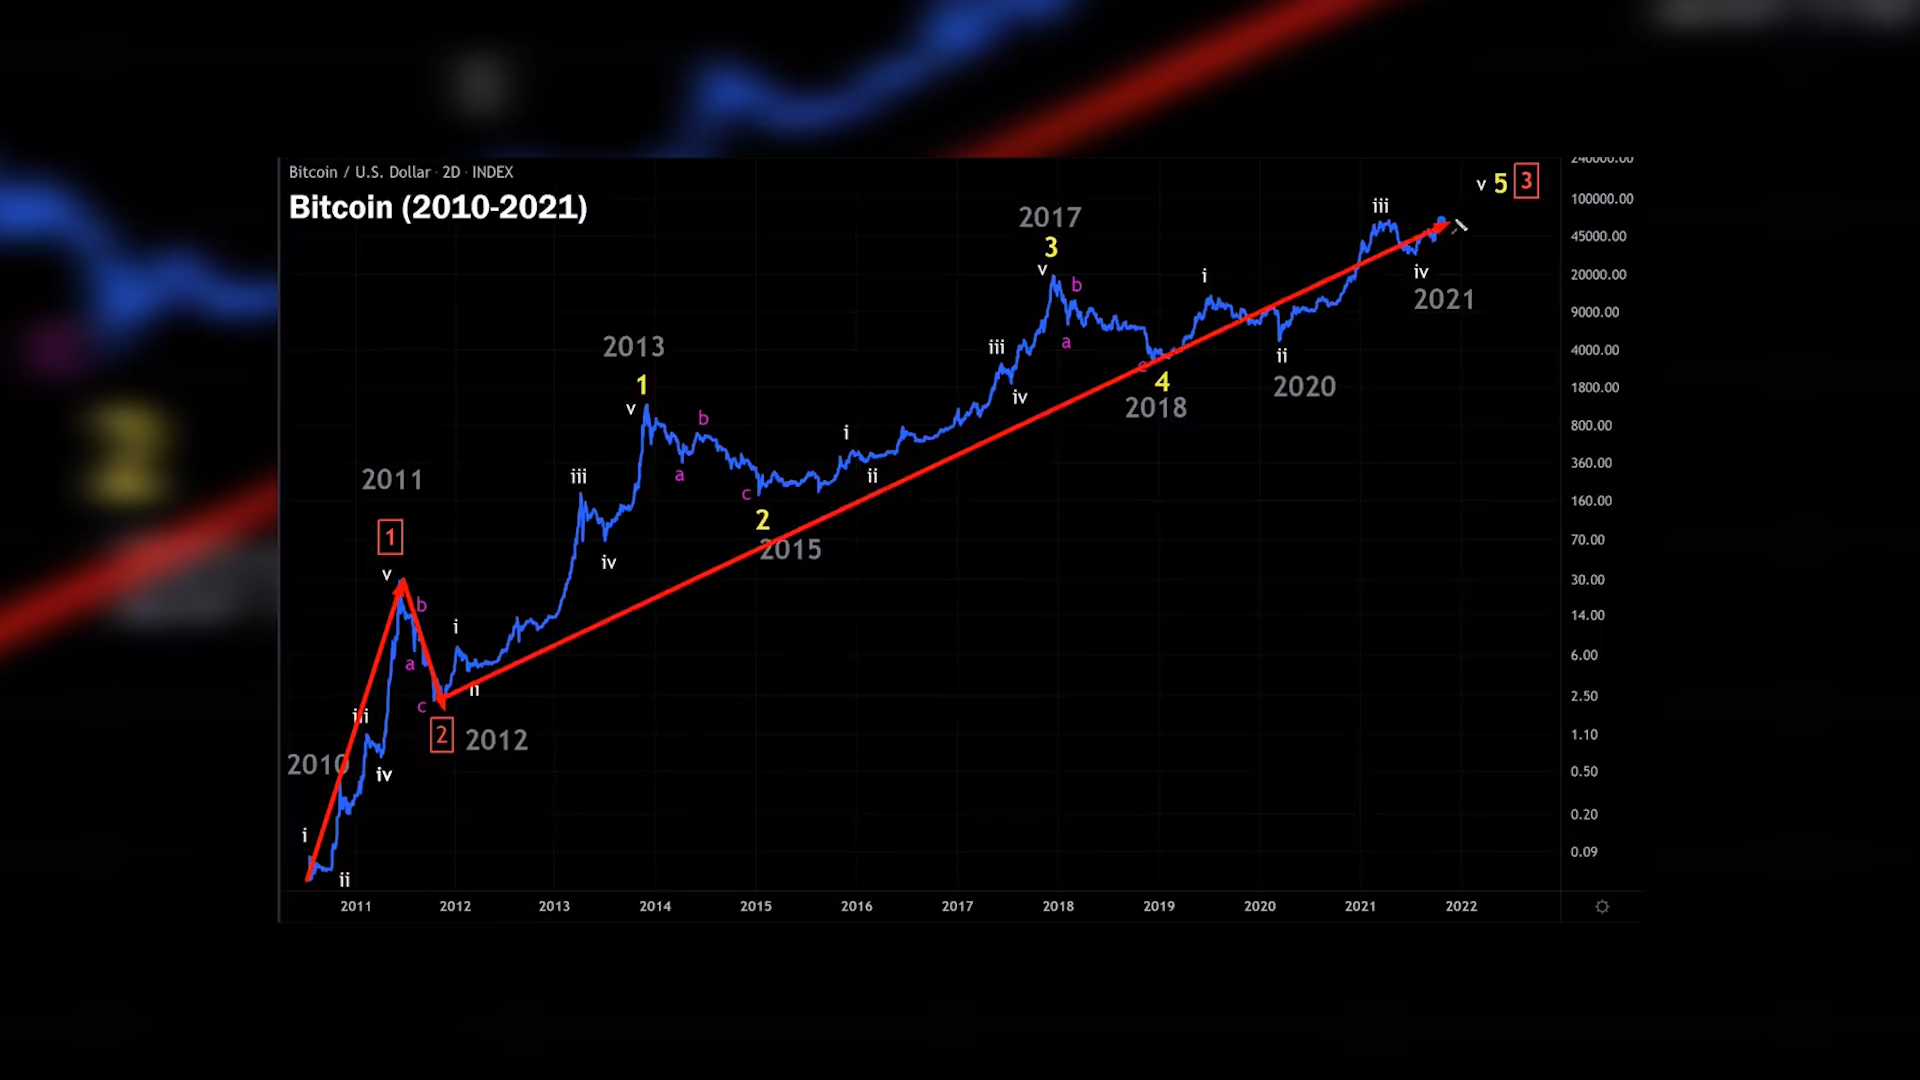 Bitcoin / U.S. Dollar · 2D · INDEX
Bitcoin (2010-2021)
240000.00
v 5 3
100000.00
iii
2017
45000.00
3
v
iv
20000.00
i
b
2021
9000.00
a
2013
iii
4000.00
ii
1
4
1800.00
2020
iv
v
2018
b
i
800.00
360.00
2011
iii
a
ii
c
160.00
2
1
2015
70.00
iv
v
30.00
b
14.00
i
6.00
a
2.50
c
iii
2
2012
1.10
2010
iv
0.50
0.20
i
0.09
ii
2011 2012 2013 2014 2015 2016 2017 2018 2019 2020 2021 2022